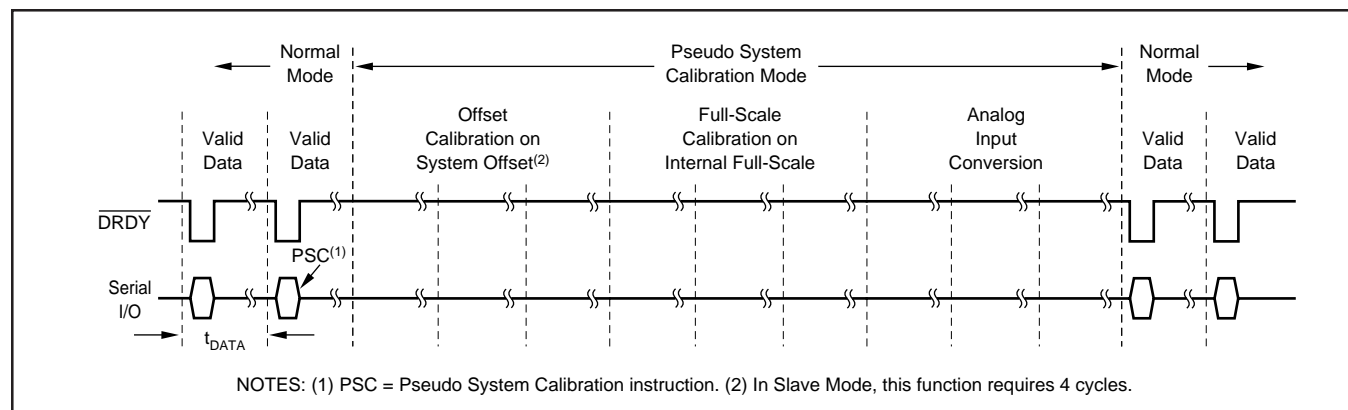 Normal
Mode
Pseudo System
Calibration Mode
Normal
Mode
Valid
Data
Valid
Data
Offset
Calibration on
System Offset(2)
Full-Scale
Calibration on
Internal Full-Scale
Analog
Input
Conversion
Valid
Data
Valid
Data
DRDY
PSC(1)
Serial
I/O
tDATA
NOTES: (1) PSC = Pseudo System Calibration instruction. (2) In Slave Mode, this function requires 4 cycles.